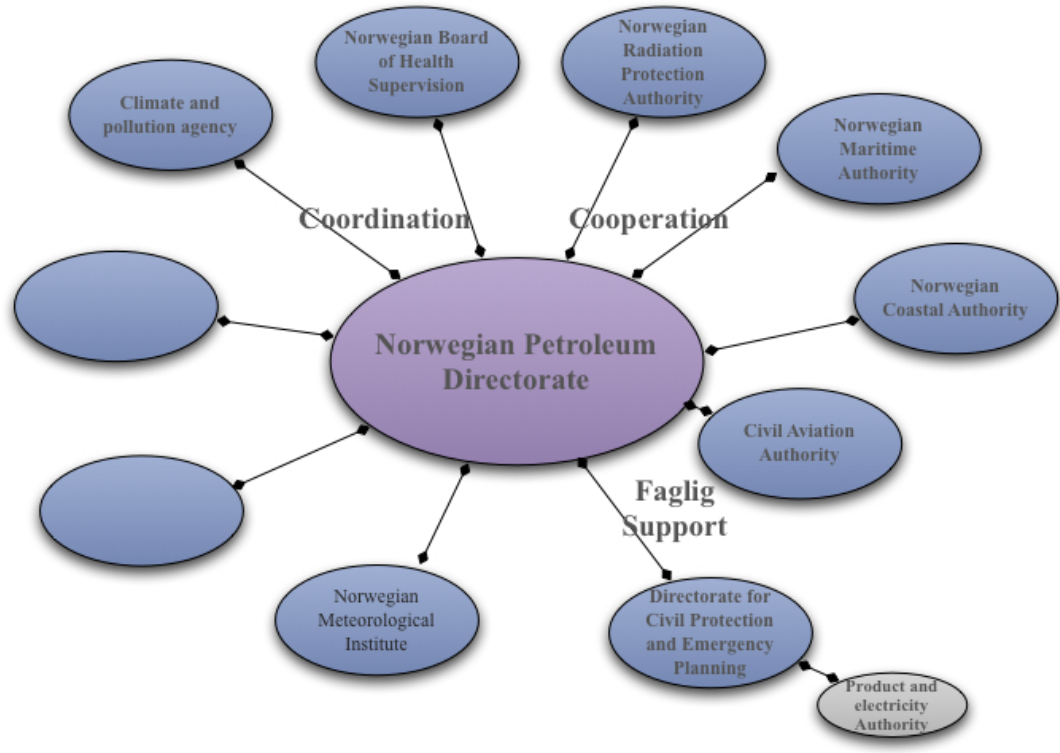 Norwegian Board
of Health
Supervision
Norwegian
Radiation
Protection
Authority
Climate and
pollution agency
Norwegian
Maritime
Authority
Coordination
Cooperation
Norwegian
Coastal Authority
Norwegian Petroleum
Directorate
Civil Aviation
Authority
Faglig
Support
Norwegian
Meteorological
Institute
Directorate for
Civil Protection
and Emergency
Planning
Product and
electricity
Authority